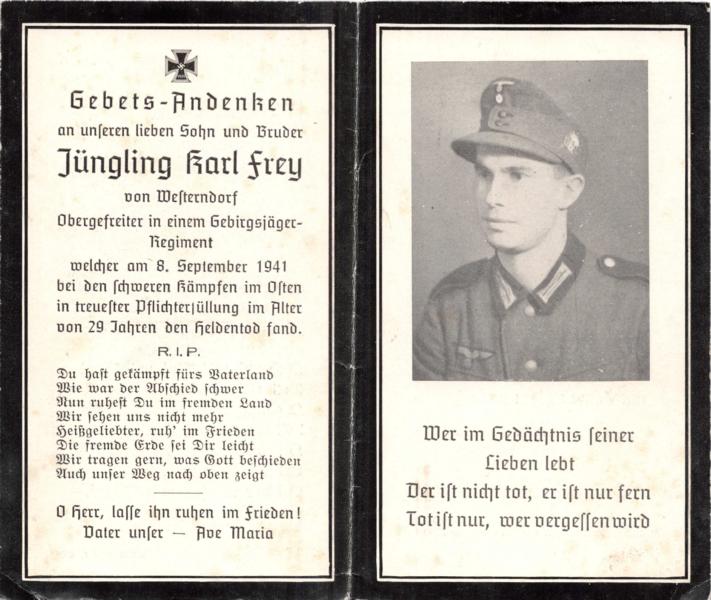 Gebets-Andenken
an unseren lieben Sohn und Bruder
Jüngling Karl Frey
von Westerndorf
Obergefreiter in einem Gebirgsjäger-
Regiment
welcher am 8. September 1941
bei den schweren Kämpfen im Osten
in treuester Pflichterfüllung im Alter
von 29 Jahren den Heldentod fand.
R. I. P.
Du hast gekämpft fürs Vaterland
Wie war der Abschied schwer
Nun ruhest Du im fremden Land
Wir sehen uns nicht mehr
Heißgeliebter, ruh' im Frieden
Die fremde Erde sei Dir leicht
Wir tragen gern, was Gott beschieden
Auch unser Weg nach oben zeigt
O Herr, lasse ihn ruhen im Frieden!
Vater unser — Ave Maria
Wer im Gedächtnis seiner
Lieben lebt
Der ist nicht tot, er ist nur fern
Tot ist nur, wer vergessen wird